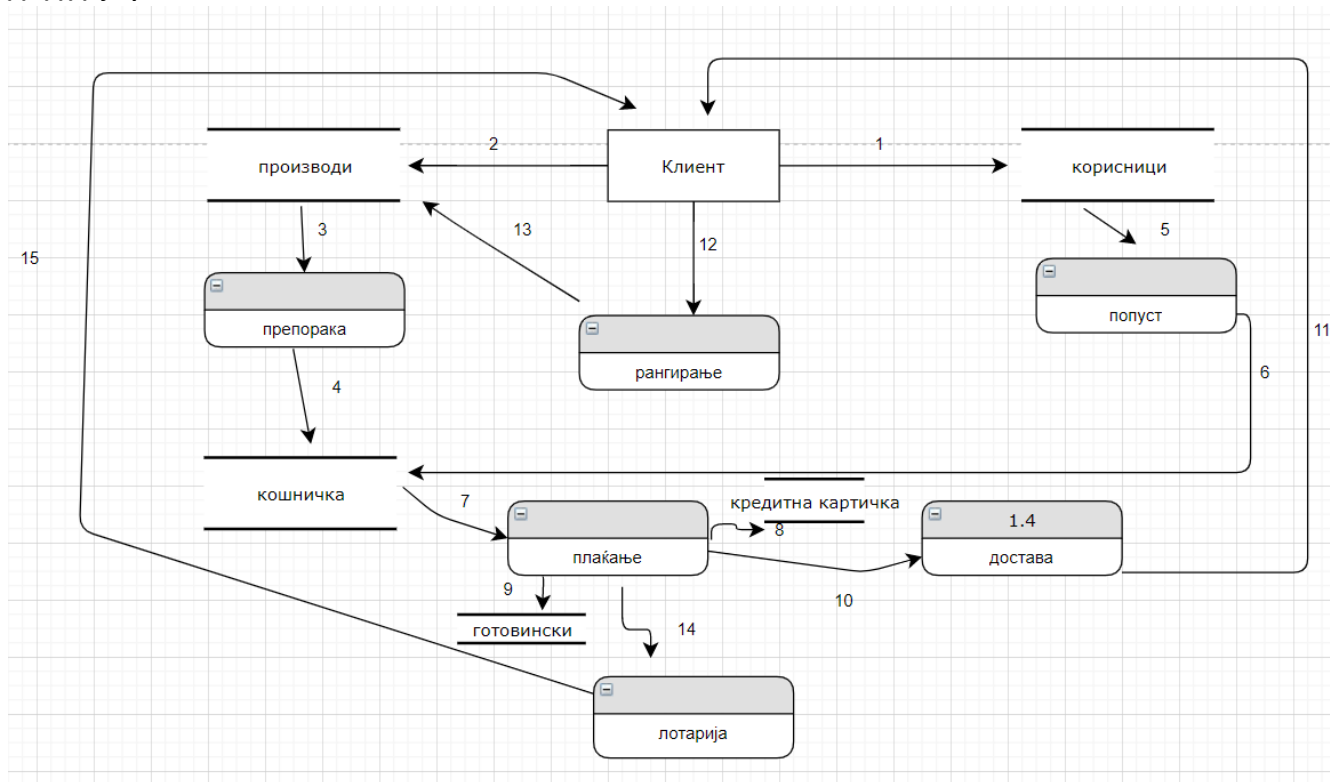 2
Клиент
1
производи
корисници
3
13
12
5
15
препорака
попуст
11
рангирање
4
6
кошничка
7
кредитна картичка
8
1.4
плаќање
достава
9
10
готовински
14
лотарија